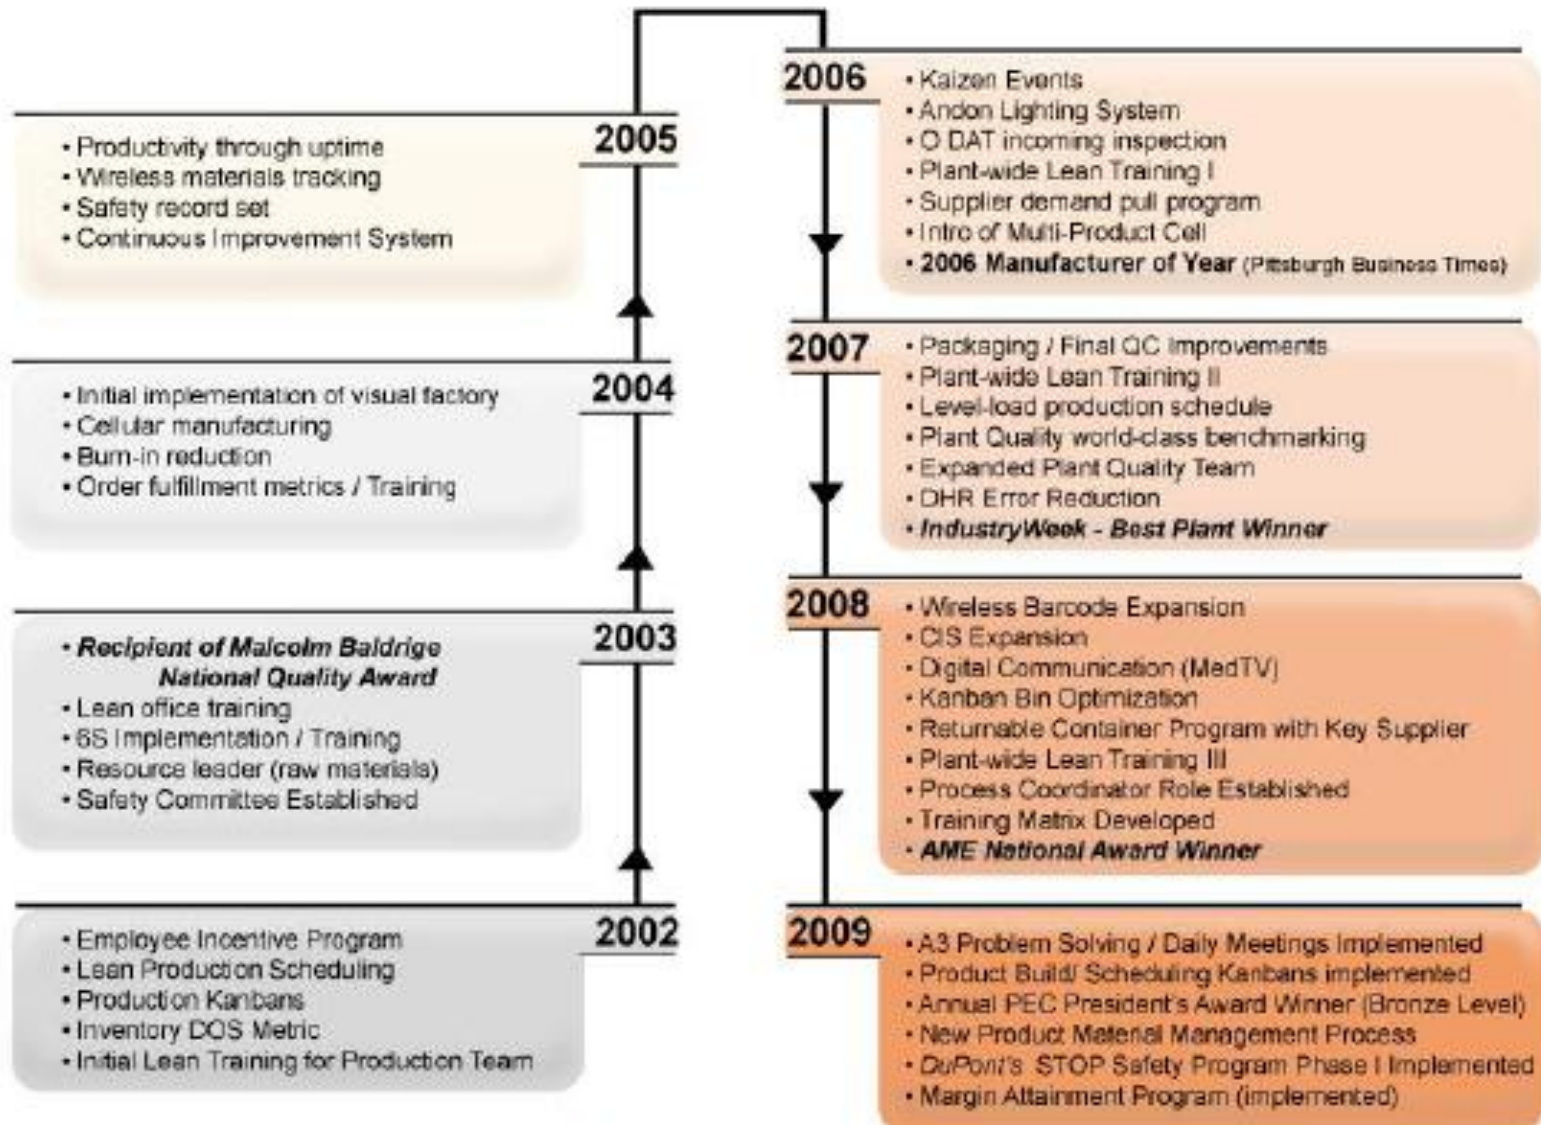 2005
• Productivity through uptime
• Wireless materials tracking
• Safety record set
• Continuous Improvement System
2004
• Initial implementation of visual factory
• Cellular manufacturing
• Burn-in reduction
• Order fulfillment metrics / Training
2003
• Recipient of Malcolm Baldrige
National Quality Award
• Lean office training
• 6S Implementation / Training
• Resource leader (raw materials)
• Safety Committee Established
2002
• Employee Incentive Program
• Lean Production Scheduling
• Production Kanbans
• Inventory DOS Metric
• Initial Lean Training for Production Team
2006
• Kaizen Events
• Andon Lighting System
• O DAT incoming inspection
• Plant-wide Lean Training I
• Supplier demand pull program
• Intro of Multi-Product Cell
• 2006 Manufacturer of Year (Pittsburgh Business Times)
2007
• Packaging / Final QC Improvements
• Plant-wide Lean Training II
• Level-load production schedule
• Plant Quality world-class benchmarking
• Expanded Plant Quality Team
• DHR Error Reduction
• IndustryWeek - Best Plant Winner
2008
• Wireless Barcode Expansion
• CIS Expansion
• Digital Communication (MedTV)
• Kanban Bin Optimization
• Returnable Container Program with Key Supplier
• Plant-wide Lean Training III
• Process Coordinator Role Established
• Training Matrix Developed
• AME National Award Winner
2009
• A3 Problem Solving / Daily Meetings Implemented
• Product Build/ Scheduling Kanbans implemented
• Annual PEC President's Award Winner (Bronze Level)
• New Product Material Management Process
• DuPont's STOP Safety Program Phase I Implemented
• Margin Attainment Program (implemented)